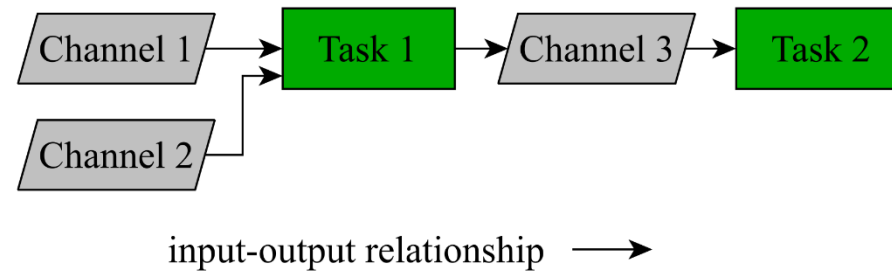 Channel 1
Task 1
Channel 3
Task 2
Channel 2
input-output relationship